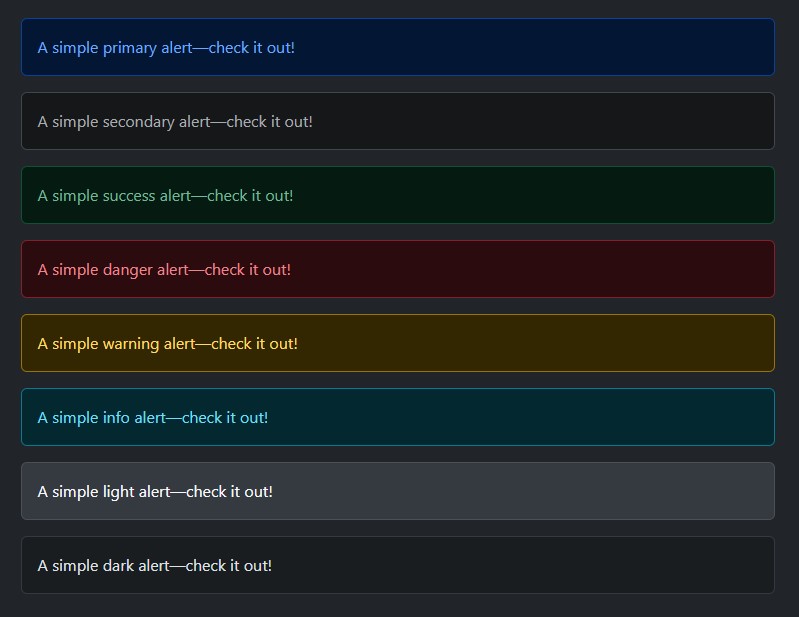 A simple primary alert—check it out!
A simple secondary alert—check it out!
A simple success alert—check it out!
A simple danger alert—check it out!
A simple warning alert—check it out!
A simple info alert—check it out!
A simple light alert—check it out!
A simple dark alert—check it out!